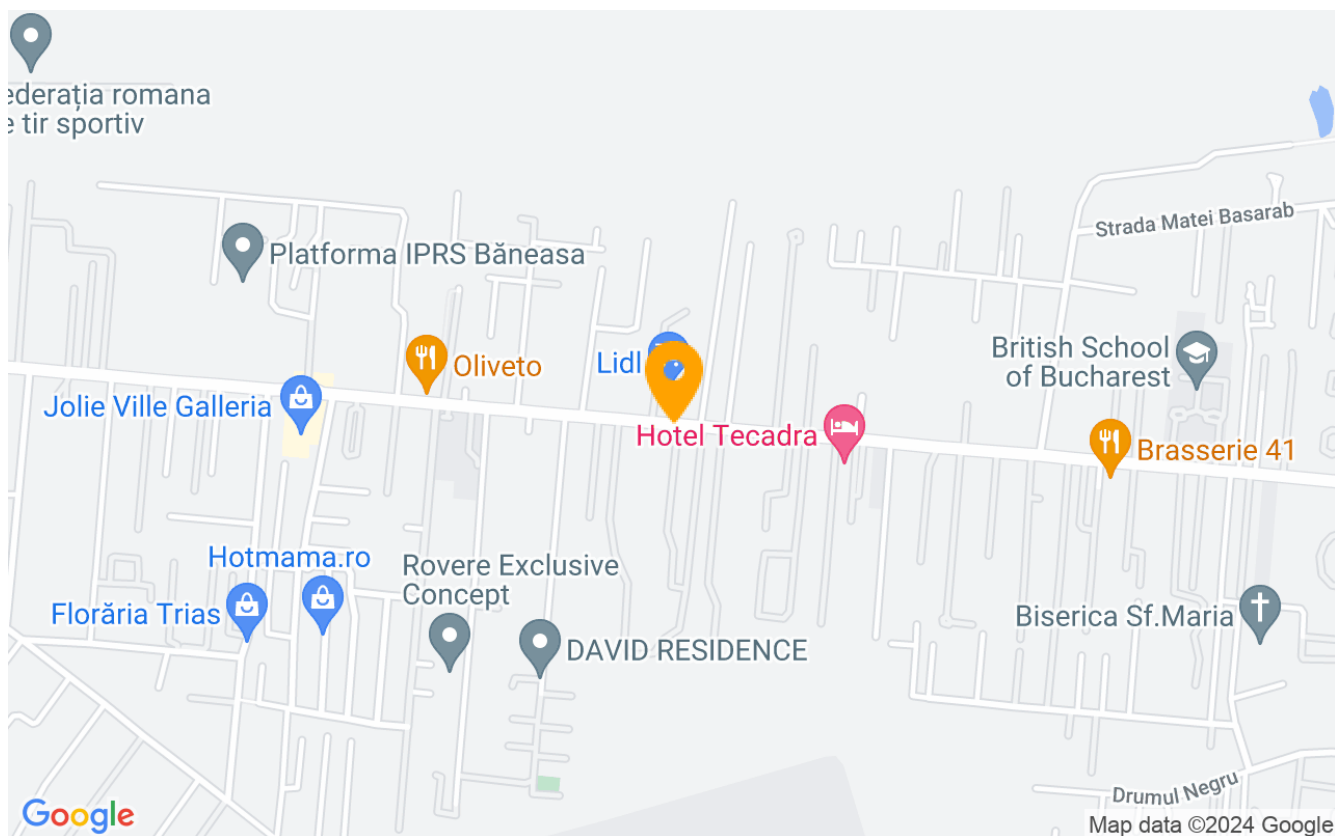 ederația romana
e tir sportiv
Strada Matei Basarab
Platforma IPRS Băneasa
British School
of Bucharest
Lidl
Oliveto
Jolie Ville Galleria
Hotel Tecadra
Brasserie 41
Hotmama.ro
Rovere Exclusive
Concept
Florăria Trias
Biserica Sf.Maria
DAVID RESIDENCE
Drumul Negru
Google
Map data ©2024 Google